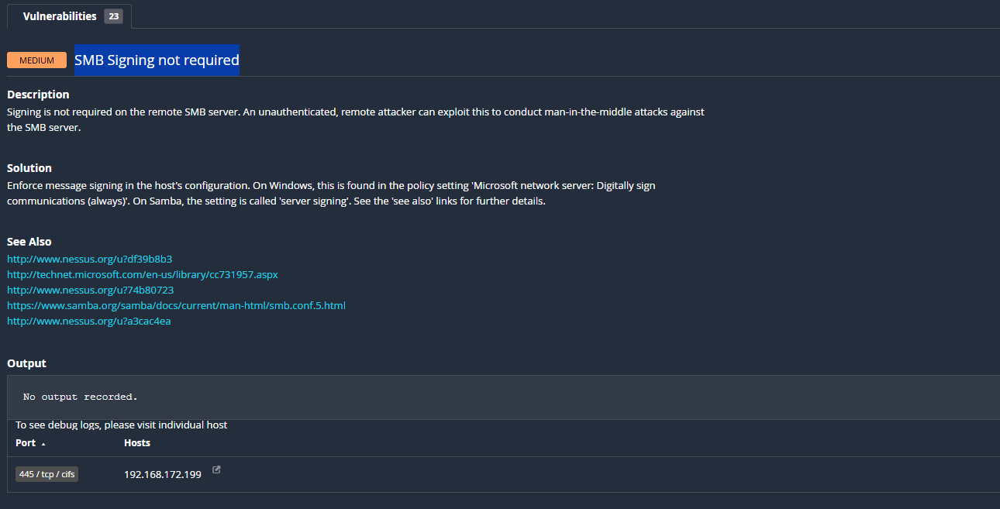 Vulnerabilities 23
MEDIUM SMB Signing not required
Description
Signing is not required on the remote SMB server. An unauthenticated, remote attacker can exploit this to conduct man-in-the-middle attacks against
the SMB server.
Solution
Enforce message signing in the host's configuration. On Windows, this is found in the policy setting 'Microsoft network server: Digitally sign
communications (always)'. On Samba, the setting is called 'server signing'. See the 'see also' links for further details.
See Also
http://www.nessus.org/u?df39b8b3
http://technet.microsoft.com/en-us/library/cc731957.aspx
http://www.nessus.org/u?74b80723
https://www.samba.org/samba/docs/current/man-html/smb.conf.5.html
http://www.nessus.org/u?a3cac4ea
Output
No output recorded.
To see debug logs, please visit individual host
Port Hosts
445 / tcp / cifs 192.168.172.199